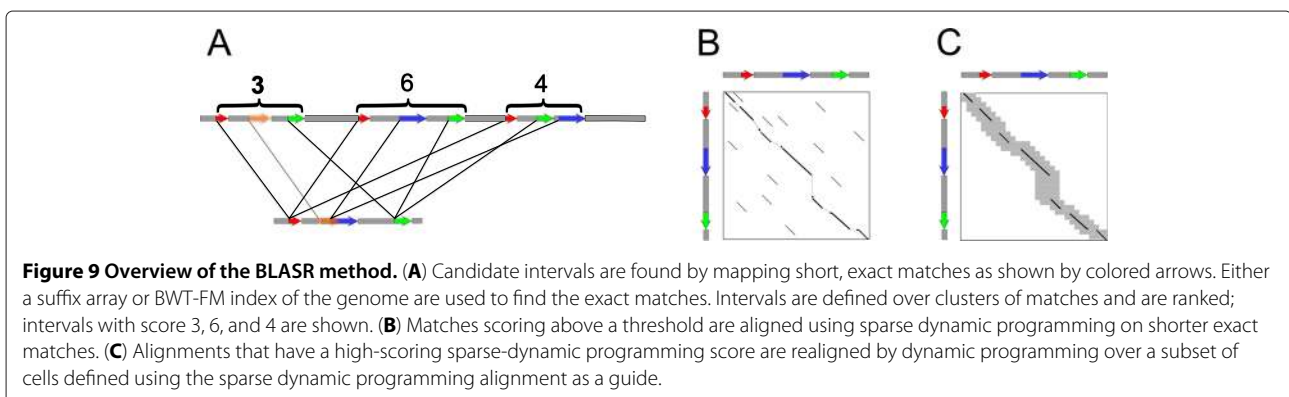 A
B
C
3
6
4
Figure 9 Overview of the BLASR method. (A) Candidate intervals are found by mapping short, exact matches as shown by colored arrows. Either
a suffix array or BWT-FM index of the genome are used to find the exact matches. Intervals are defined over clusters of matches and are ranked;
intervals with score 3, 6, and 4 are shown. (B) Matches scoring above a threshold are aligned using sparse dynamic programming on shorter exact
matches. (C) Alignments that have a high-scoring sparse-dynamic programming score are realigned by dynamic programming over a subset of
cells defined using the sparse dynamic programming alignment as a guide.